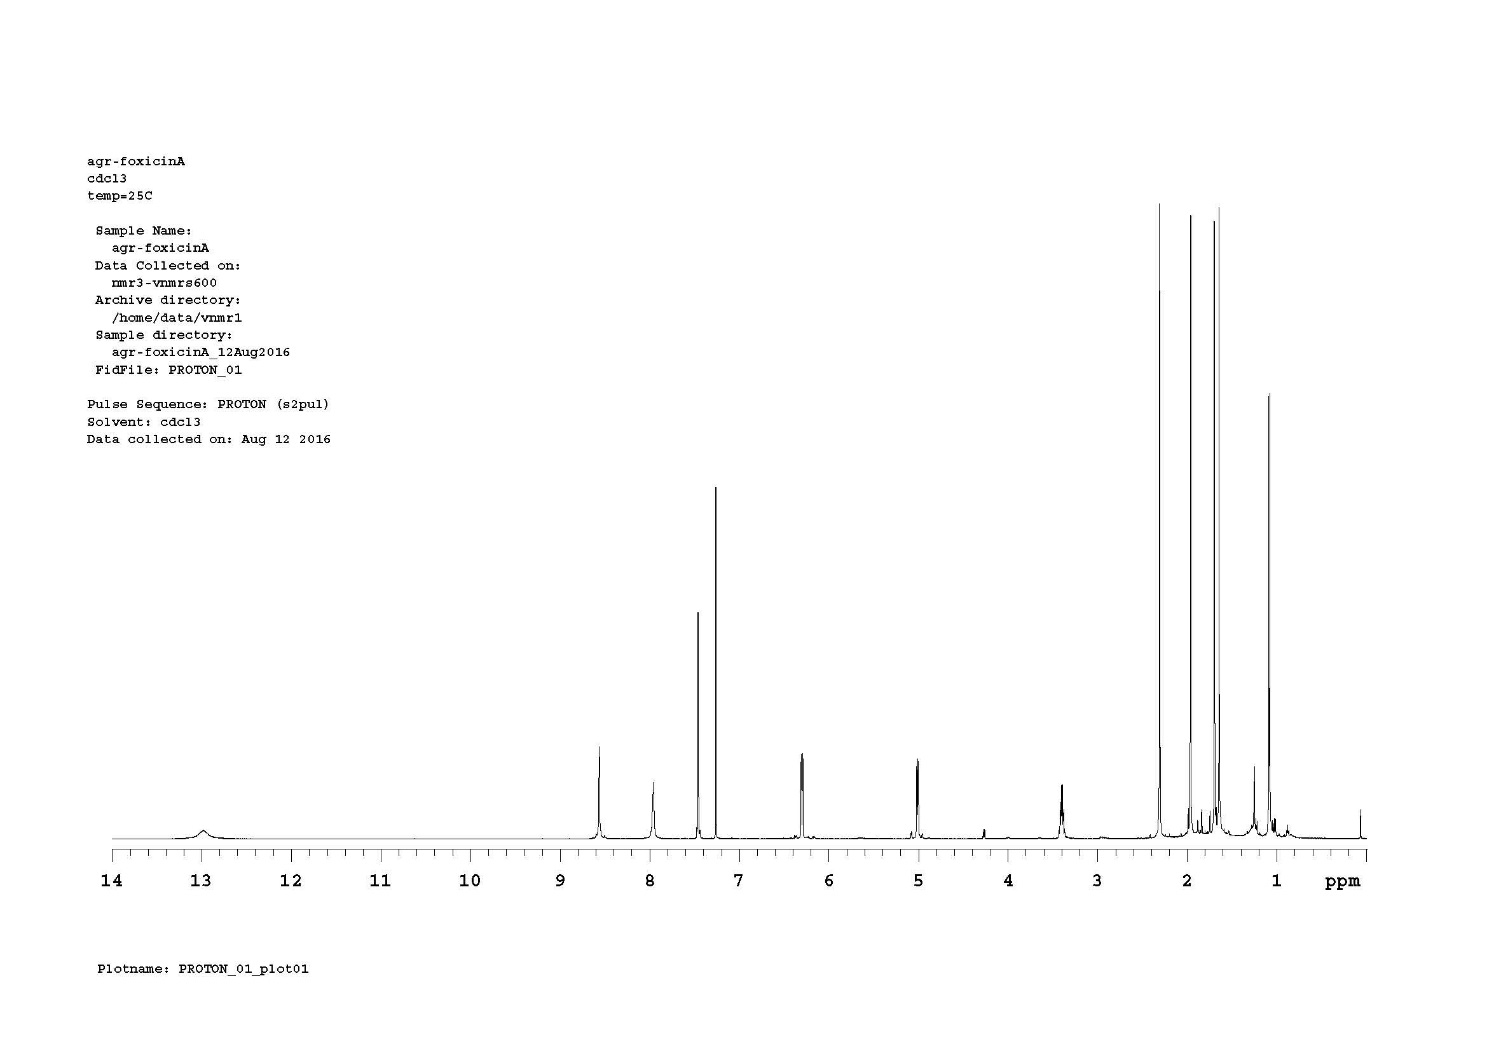 agr-foxicinA
cdcl3
temp=25C
Sample Name:
agr-foxicinA
Data Collected on:
nmr3-vnmrs600
Archive directory:
/home/data/vnmr1
Sample directory:
agr-foxicinA_12Aug2016
FidFile: PROTON_01
Pulse Sequence: PROTON (s2pul)
Solvent: cdcl3
Data collected on: Aug 12 2016
14 13 12 11 10 9 8 7 6 5 4 3 2 1 ppm
Plotname: PROTON_01_plot01